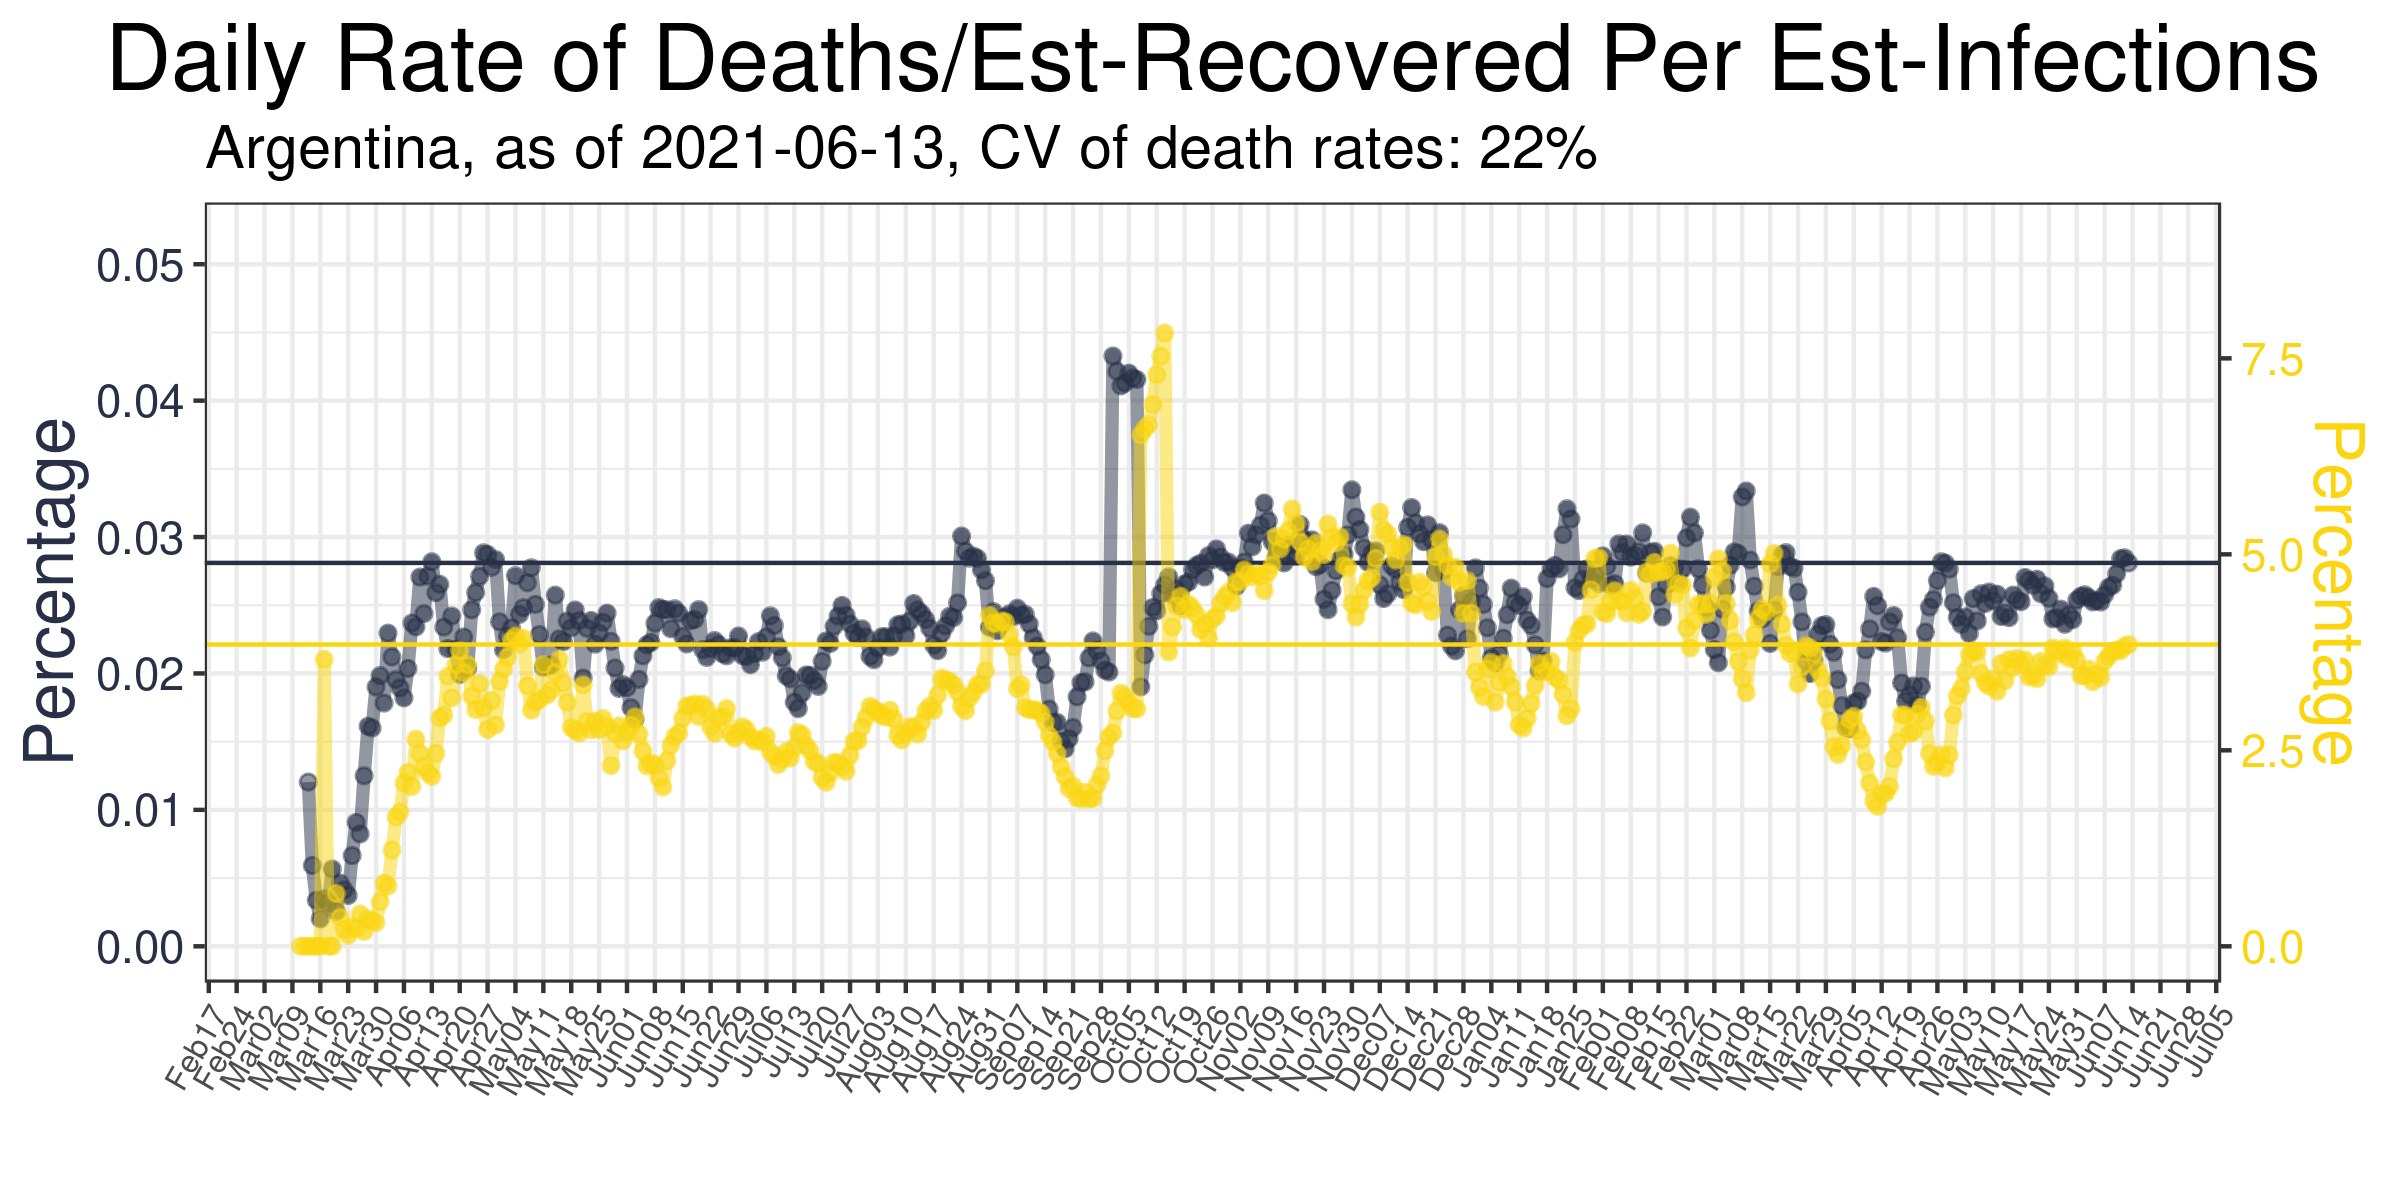 Daily Rate of Deaths/Est-Recovered Per Est-Infections
Argentina, as of 2021-06-13, CV of death rates: 22%
Percentage
0.05
0.04
0.03
0.02
0.01
0.00
7.5
5.0
2.5
0.0
Percentage
Feb17
Feb24
Mar02
Mar09
Mar16
Mar23
Mar30
Apr06
Apr13
Apr20
Apr27
May04
May11
May18
May25
Jun01
Jun08
Jun15
Jun22
Jun29
Jul06
Jul13
Jul20
Jul27
Aug03
Aug10
Aug17
Aug24
Aug31
Sep07
Sep14
Sep21
Sep28
Oct05
Oct12
Oct19
Oct26
Nov02
Nov09
Nov16
Nov23
Nov30
Dec07
Dec14
Dec21
Dec28
Jan04
Jan11
Jan18
Jan25
Feb01
Feb08
Feb15
Feb22
Mar01
Mar08
Mar15
Mar22
Mar29
Apr05
Apr12
Apr19
Apr26
May03
May10
May17
May24
May31
Jun07
Jun14
Jun21
Jun28
Jul05